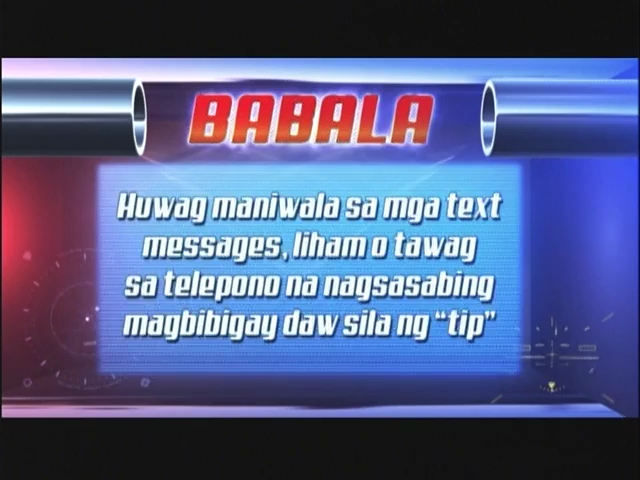 BABALA
Huwag maniwala sa mga text
messages, liham o tawag
sa telepono na nagsasabing
magbibigay daw sila ng “tip”